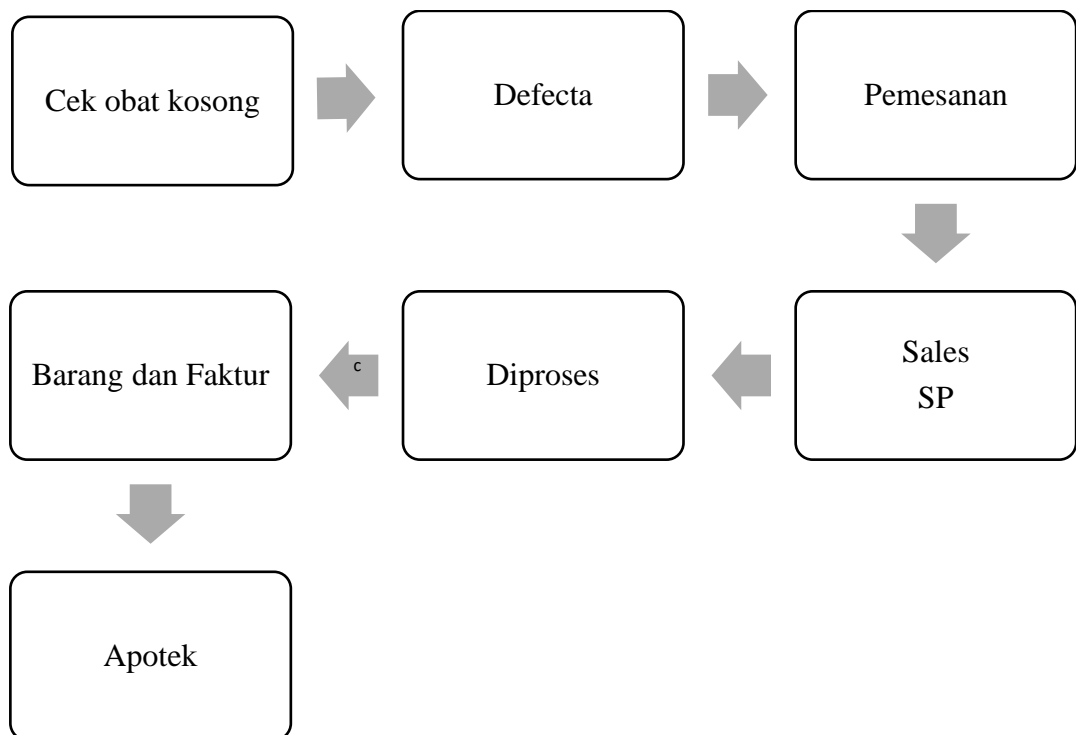 Cek obat kosong
Defecta
Pemesanan
Sales
SP
Diproses
c
Barang dan Faktur
Apotek